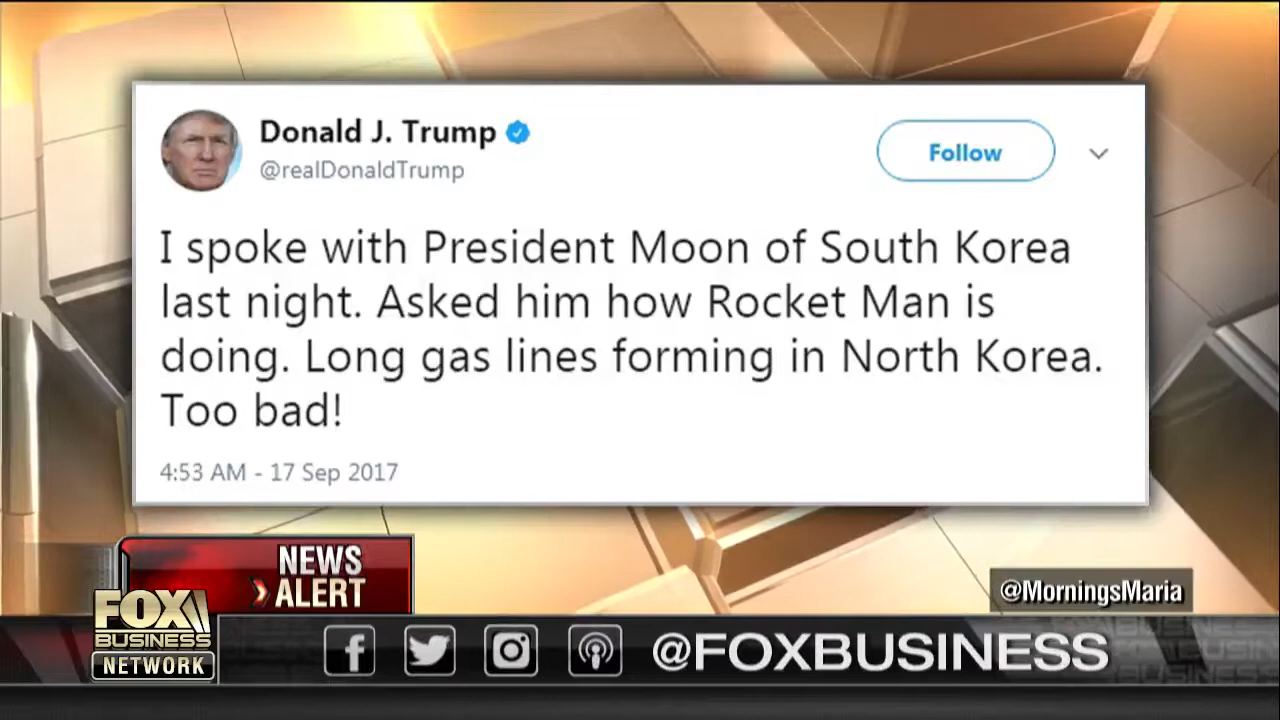 Donald J. Trump
@realDonaldTrump
Follow
I spoke with President Moon of South Korea
last night. Asked him how Rocket Man is
doing. Long gas lines forming in North Korea.
Too bad!
4:53 AM - 17 Sep 2017
NEWS
ALERT
@MorningsMaria
FOX
BUSINESS
NETWORK
@FOXBUSINESS